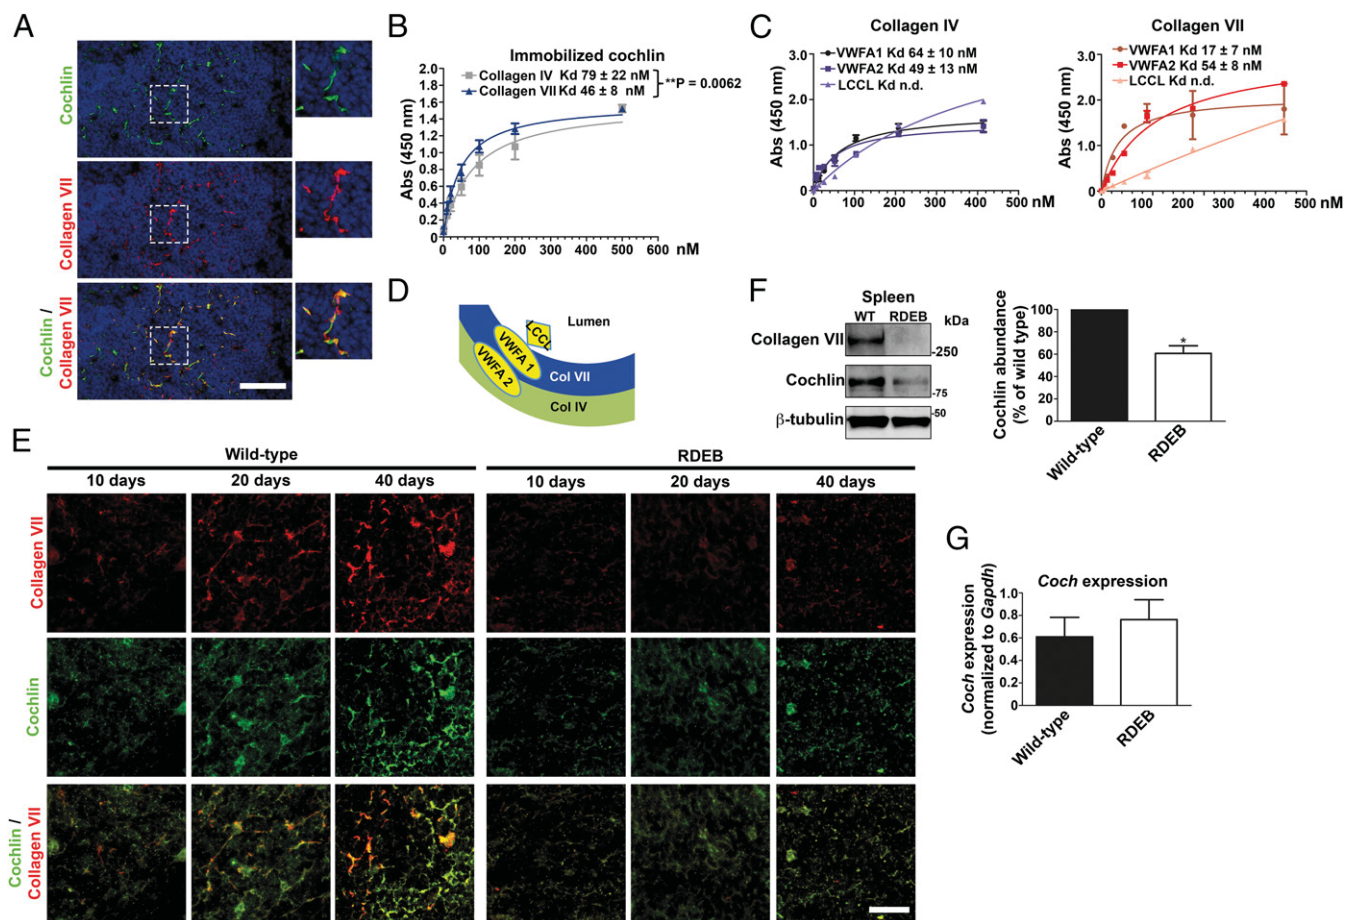 A
Cochlin
Collagen VII
Cochlin /
Collagen VII
B
Immobilized cochlin
Collagen IV Kd 79 ± 22 nM
Collagen VII Kd 46 ± 8 nM
**P = 0.0062
Abs (450 nm)
2.0
1.8
1.6
1.4
1.2
1.0
0.8
0.6
0.4
0.2
0
0 100 200 300 400 500 600 nM
C
Collagen IV
VWFA1 Kd 64 ± 10 nM
VWFA2 Kd 49 ± 13 nM
LCCL Kd n.d.
Abs (450 nm)
3.0
2.0
1.0
0
0 100 200 300 400 500 nM
Collagen VII
VWFA1 Kd 17 ± 7 nM
VWFA2 Kd 54 ± 8 nM
LCCL Kd n.d.
Abs (450 nm)
3.0
2.0
1.0
0
0 100 200 300 400 500 nM
D
LCCL
Lumen
VWFA 1
VWFA 2
Col VII
Col IV
F
Spleen
WT RDEB
kDa
Collagen VII
-250
Cochlin
-75
β-tubulin
-50
Cochlin abundance
(% of wild type)
100
80
60
40
20
0
*
Wild-type
RDEB
E
Wild-type
RDEB
10 days 20 days 40 days 10 days 20 days 40 days
Collagen VII
Cochlin
Cochlin /
Collagen VII
G
Coch expression
Coch expression
(normalized to Gapdh)
1.0
0.8
0.6
0.4
0.2
0
Wild-type
RDEB